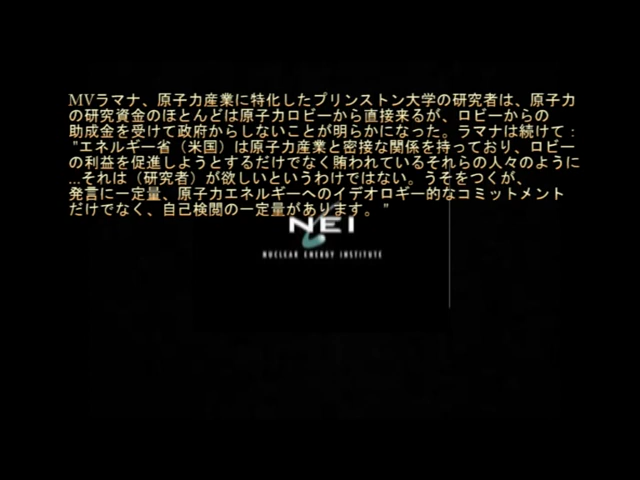 MVラマナ、原子力産業に特化したプリンストン大学の研究者は、原子力
の研究資金のほとんどは原子力ロビーから直接来るが、ロビーからの
助成金を受けて政府からしないことが明らかになった。ラマナは続けて：
"エネルギー省（米国）は原子力産業と密接な関係を持っており、ロビー
の利益を促進しようとするだけでなく賄われているそれらの人々のように
...それは（研究者）が欲しいというわけではない。うそをつくが、
発言に一定量、原子力エネルギーへのイデオロギー的なコミットメント
だけでなく、自己検閲の一定量があります。"
NEI
NUCLEAR ENERGY INSTITUTE